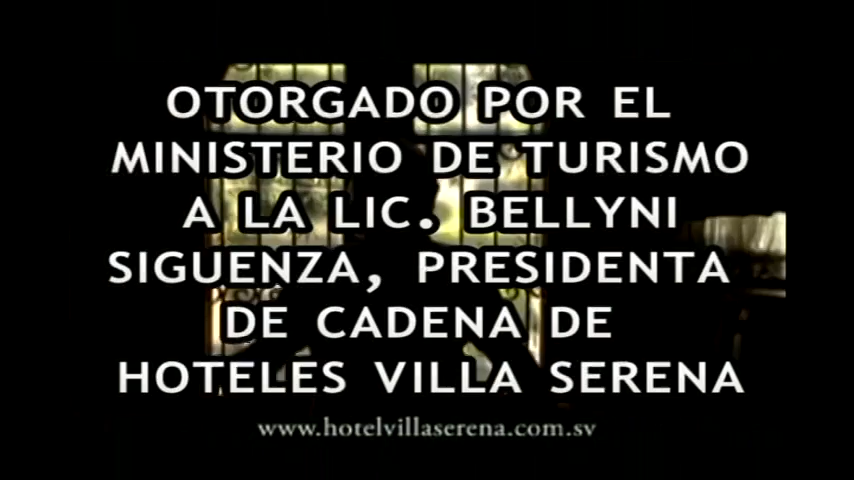 OTORGADO POR EL
MINISTERIO DE TURISMO
A LA LIC. BELLYNI
SIGUENZA, PRESIDENTA
DE CADENA DE
HOTELES VILLA SERENA
www.hotelvillaserena.com.sv